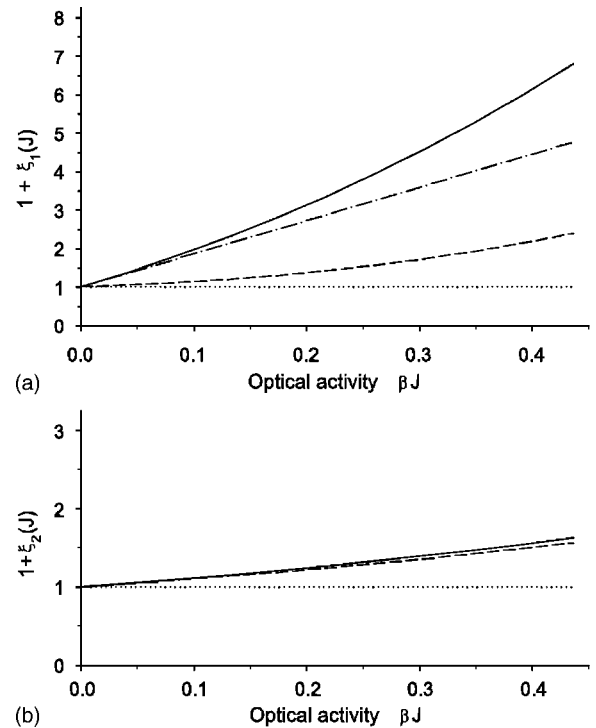 8
7
6
5
4
3
2
1
0
1 + ξ₁(J)
0.0 0.1 0.2 0.3 0.4
(a) Optical activity βJ
3
2
1
0
1+ξ₂(J)
0.0 0.1 0.2 0.3 0.4
(b) Optical activity βJ